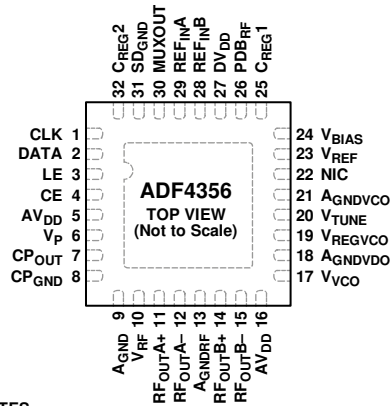 32 CREG2
31 SDGND
30 MUXOUT
29 REFINA
28 REFINB
27 DVDD
26 PDBRF
25 CREG1
CLK 1
DATA 2
LE 3
CE 4
AVDD 5
VP 6
CPOUT 7
CPGND 8
ADF4356
TOP VIEW
(Not to Scale)
24 VBIAS
23 VREF
22 NIC
21 AGNDVCO
20 VTUNE
19 VREGVCO
18 AGNDVDO
17 VVCO
AGND 9
VRF 10
RFOUTA+ 11
RFOUTA– 12
AGNDRF 13
RFOUTB+ 14
RFOUTB– 15
AVDD 16